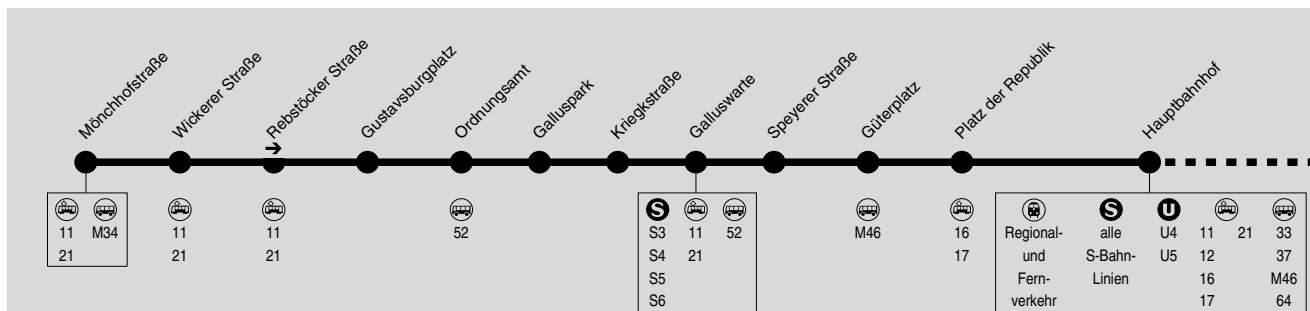 Mönchhofstraße
Wickerer Straße
Rebstöcker Straße
Gustavsburgplatz
Ordnungsamt
Galluspark
Kriegkstraße
Galluswarte
Speyerer Straße
Güterplatz
Platz der Republik
Hauptbahnhof
11 M34
21
11
21
11
21
52
S
S3 11 52
S4 21
S5
S6
M46
16
17
S U
Regional- alle U4 11 21 33
und S-Bahn- U5 12 37
Fern- Linien 16 M46
verkehr 17 64